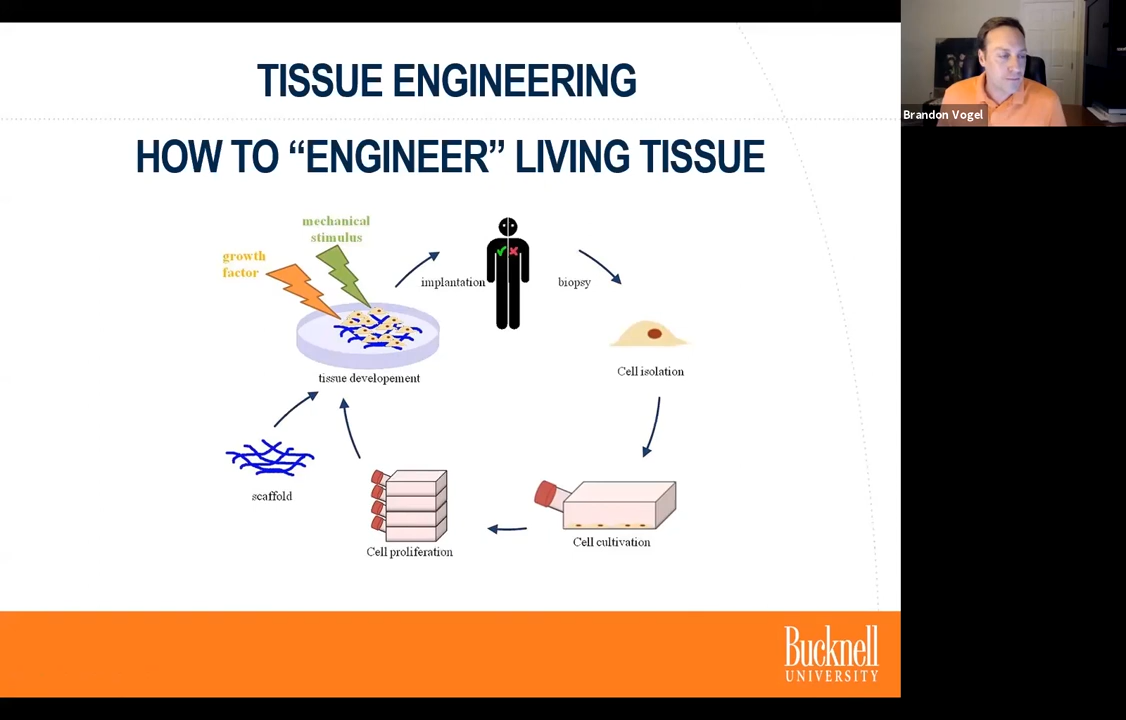 TISSUE ENGINEERING
HOW TO “ENGINEER” LIVING TISSUE
mechanical
stimulus
growth
factor
implantation
biopsy
Cell isolation
tissue developement
scaffold
Cell proliferation
Cell cultivation
Bucknell
UNIVERSITY
Brandon Vogel